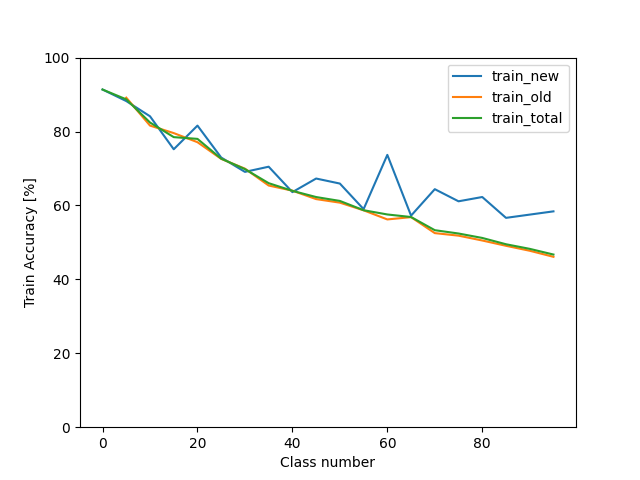 100
80
60
40
20
0
Train Accuracy [%]
train_new
train_old
train_total
0 20 40 60 80
Class number